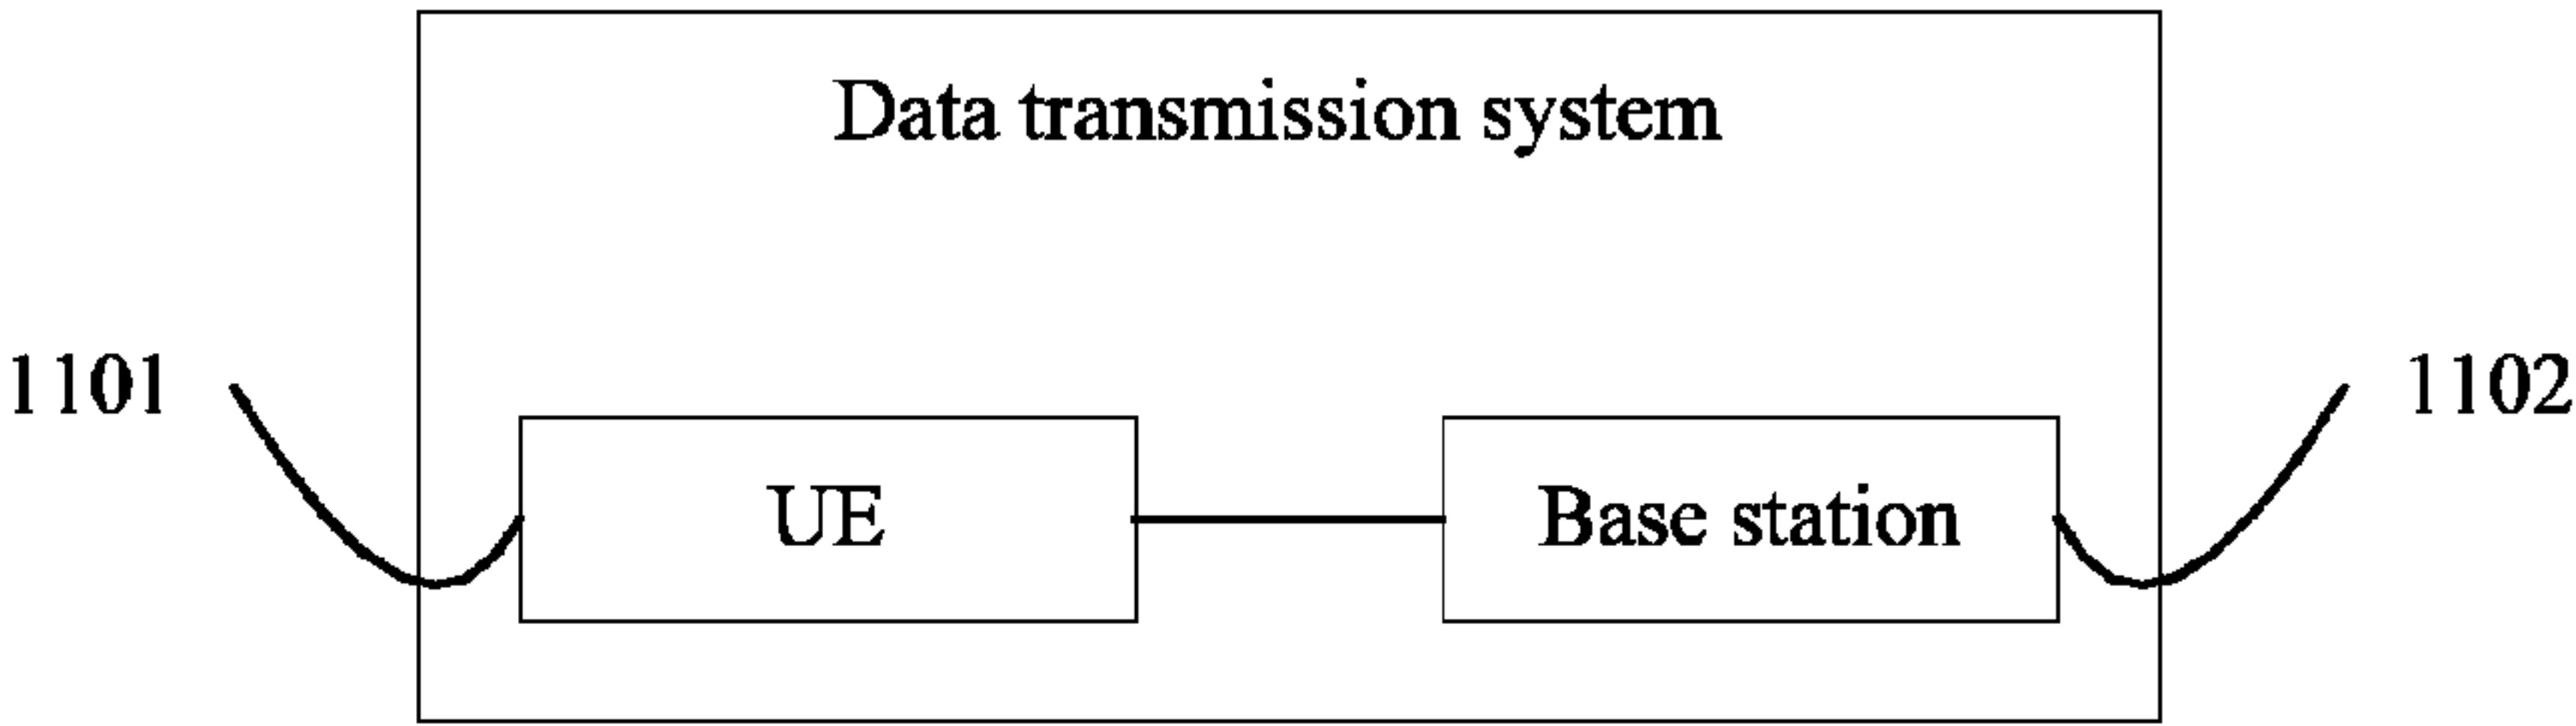 Data transmission system
1101
1102
UE
Base station